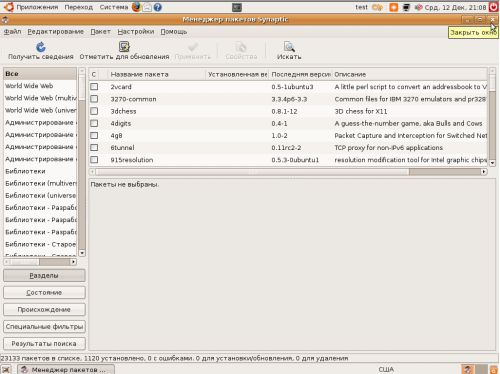 Приложения Переход Система test Срд, 12 Дек, 21:08
Менеджер пакетов Synaptic
Файл Редактирование Пакет Настройки Помощь
Закрыть окно
Получить сведения Отметить для обновления Применить Свойства Искать
Все
World Wide Web
World Wide Web (multiv
World Wide Web (univer
Администрирование
Администрирование
Администрирование
Библиотеки
Библиотеки (multivers
Библиотеки (universe
Библиотеки - Разрабо
Библиотеки - Разрабо
Библиотеки - Разрабо
Библиотеки - Старое
Библиотеки - Старое
С Название пакета Установленная ве Последняя верси Описание
2vcard 0.5-1ubuntu3 A little perl script to convert an addressbook to V
3270-common 3.3.4p6-3.3 Common files for IBM 3270 emulators and pr328
3dchess 0.8.1-12 3D chess for X11
4digits 0.4-1 A guess-the-number game, aka Bulls and Cows
4g8 1.0-2 Packet Capture and Interception for Switched Net
6tunnel 0.11rc2-2 TCP proxy for non-IPv6 applications
915resolution 0.5.3-0ubuntu1 resolution modification tool for Intel graphic chips
Пакеты не выбраны.
Разделы
Состояние
Происхождение
Специальные фильтры
Результаты поиска
23133 пакетов в списке, 1120 установлено, 0 с ошибками. 0 для установки/обновления, 0 для удаления
Менеджер пакетов ... США